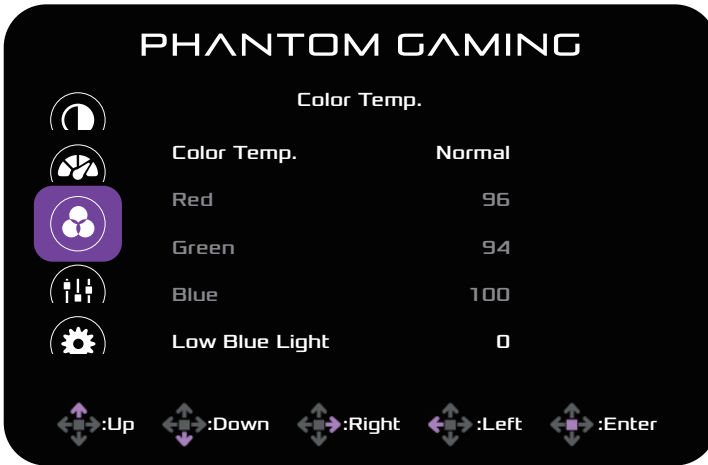 PHANTOM GAMING
Color Temp.
Color Temp. Normal
Red 96
Green 94
Blue 100
Low Blue Light 0
:Up :Down :Right :Left :Enter